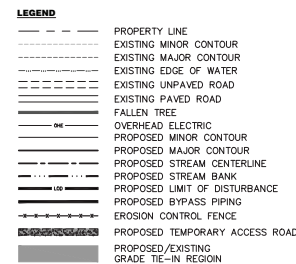 LEGEND
PROPERTY LINE
EXISTING MINOR CONTOUR
EXISTING MAJOR CONTOUR
EXISTING EDGE OF WATER
EXISTING UNPAVED ROAD
EXISTING PAVED ROAD
FALLEN TREE
OHE OVERHEAD ELECTRIC
PROPOSED MINOR CONTOUR
PROPOSED MAJOR CONTOUR
PROPOSED STREAM CENTERLINE
PROPOSED STREAM BANK
LOD PROPOSED LIMIT OF DISTURBANCE
PROPOSED BYPASS PIPING
EROSION CONTROL FENCE
PROPOSED TEMPORARY ACCESS ROAD
PROPOSED/EXISTING
GRADE TIE-IN REGIOIN